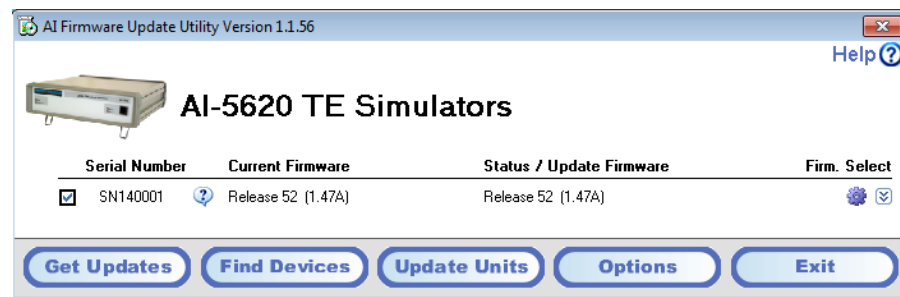 AI Firmware Update Utility Version 1.1.56
Help
AI-5620 TE Simulators
Serial Number Current Firmware Status / Update Firmware Firm. Select
SN140001 Release 52 (1.47A) Release 52 (1.47A)
Get Updates Find Devices Update Units Options Exit